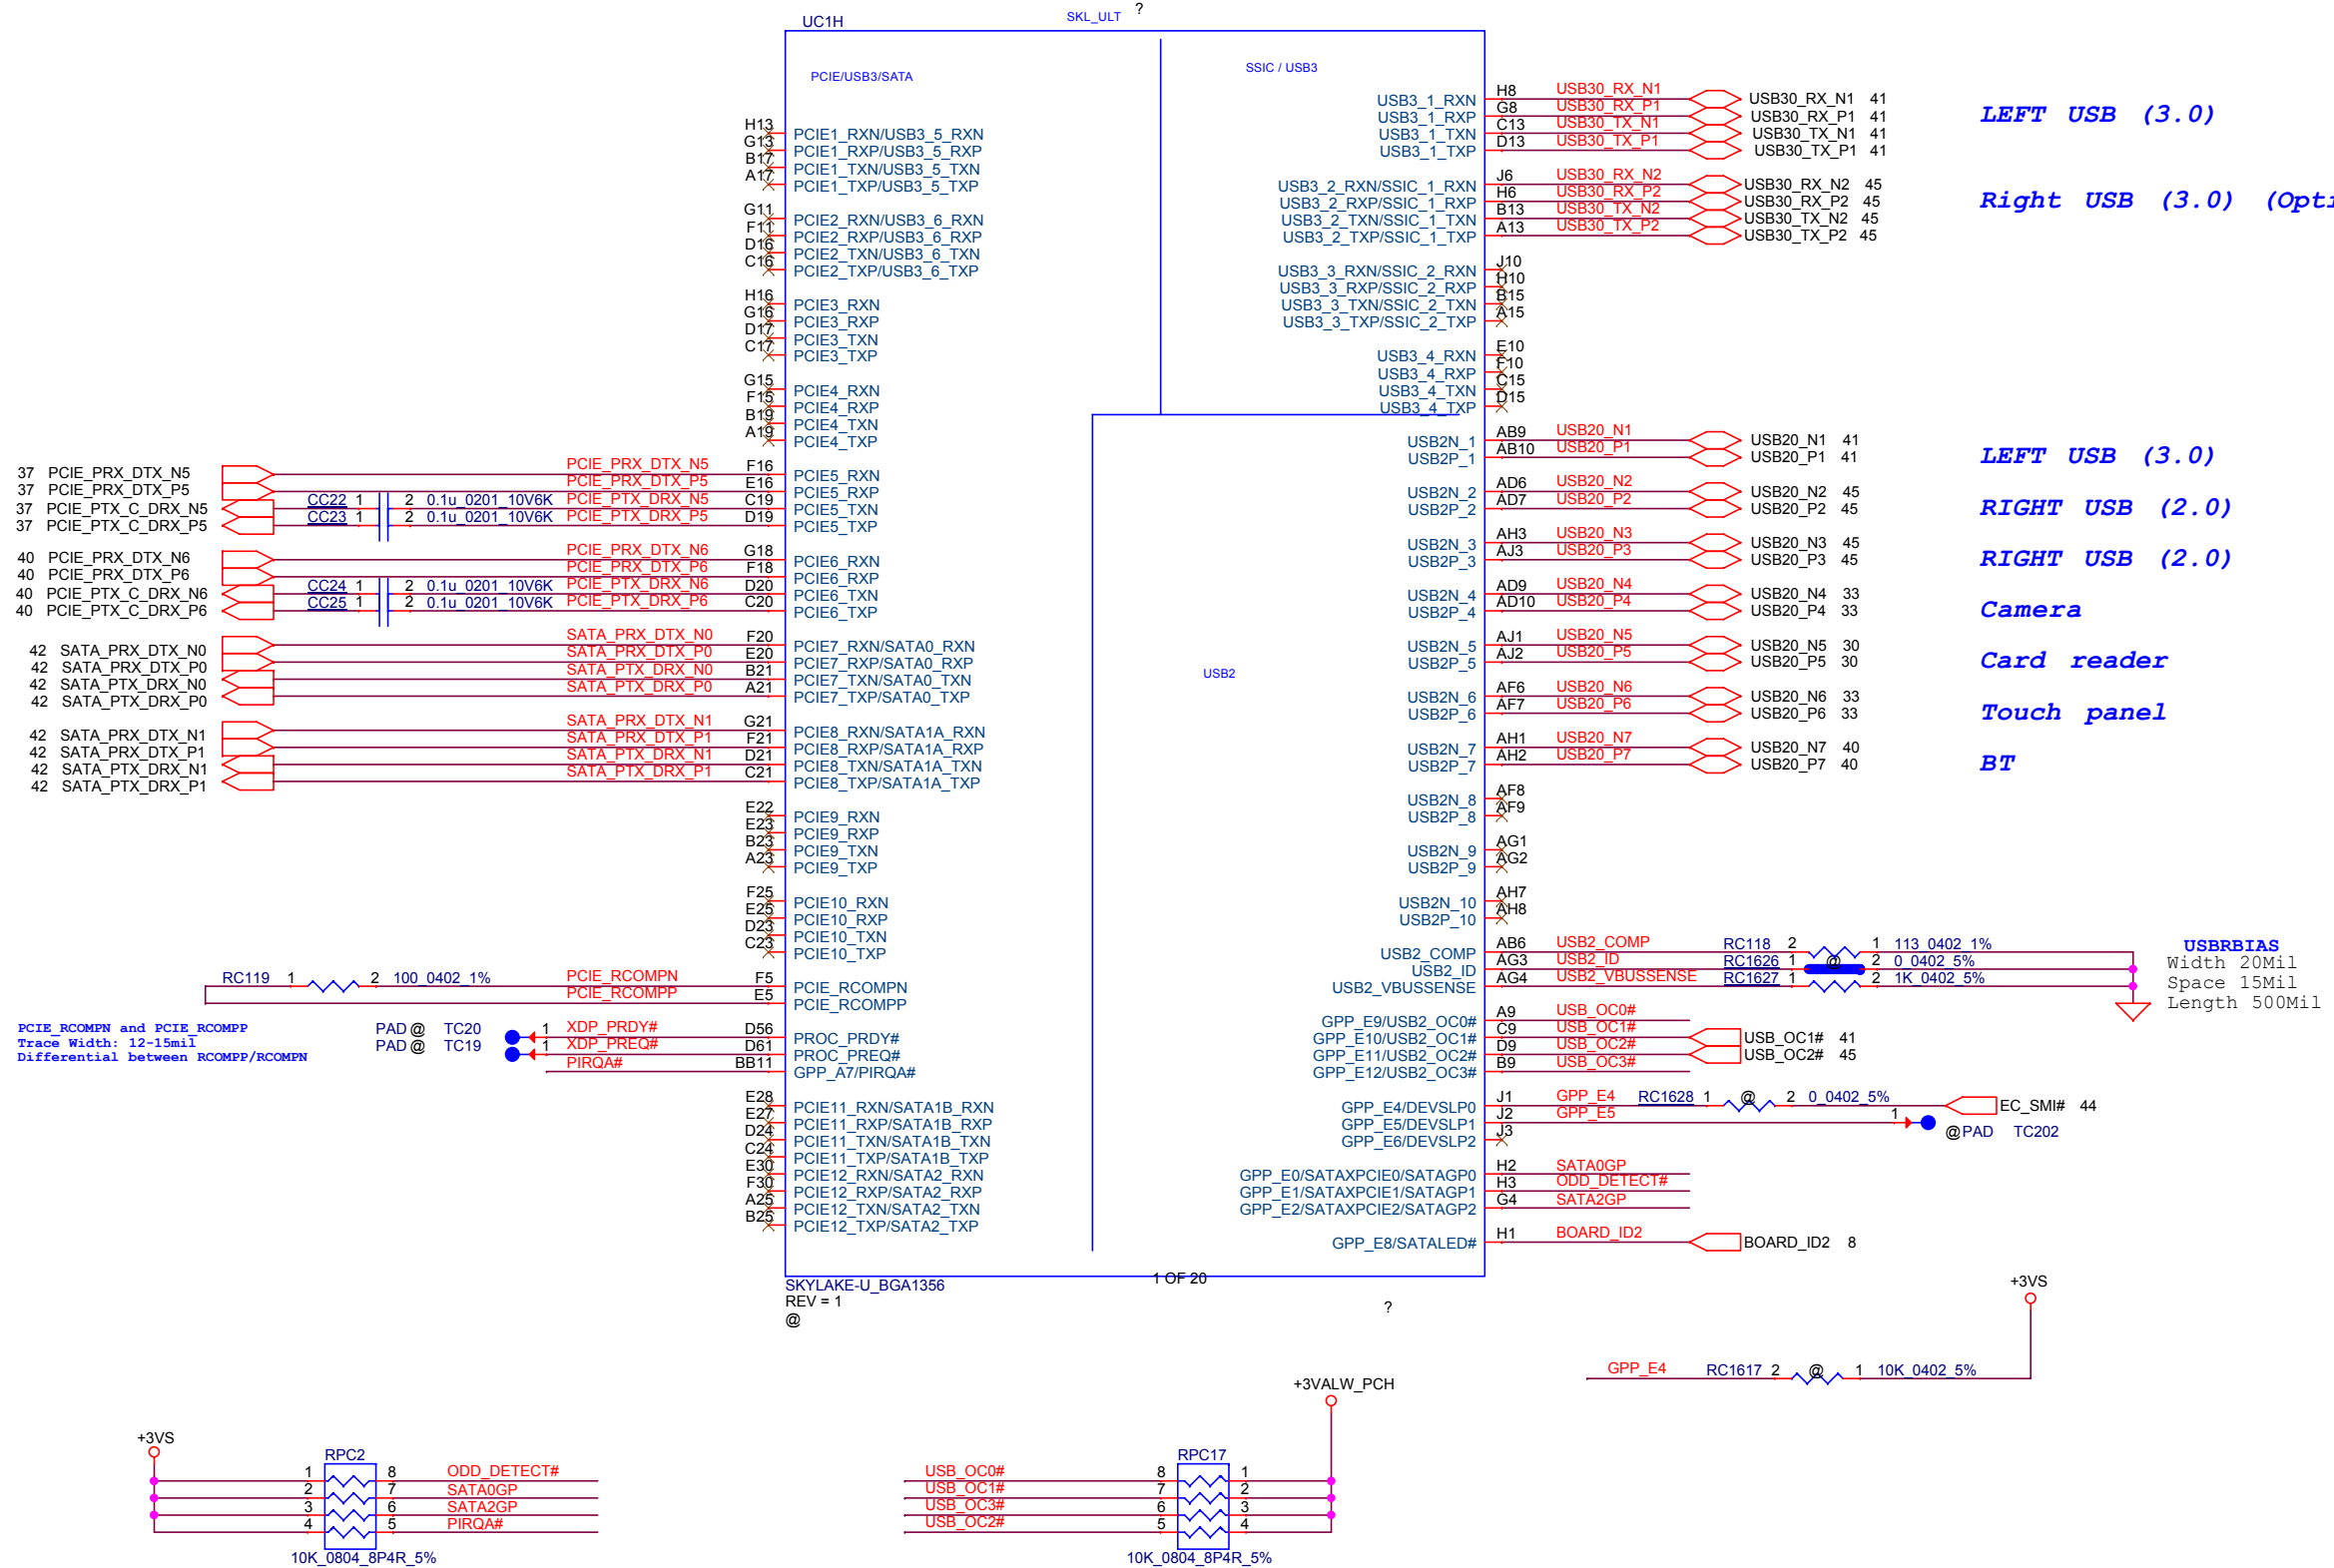 UC1H
SKL_ULT
?
PCIE/USB3/SATA
SSIC / USB3
USB2
H13 PCIE1_RXN/USB3_5_RXN
G13 PCIE1_RXP/USB3_5_RXP
B17 PCIE1_TXN/USB3_5_TXN
A17 PCIE1_TXP/USB3_5_TXP
G11 PCIE2_RXN/USB3_6_RXN
F11 PCIE2_RXP/USB3_6_RXP
D16 PCIE2_TXN/USB3_6_TXN
C16 PCIE2_TXP/USB3_6_TXP
H16 PCIE3_RXN
G16 PCIE3_RXP
D17 PCIE3_TXN
C17 PCIE3_TXP
G15 PCIE4_RXN
F15 PCIE4_RXP
B19 PCIE4_TXN
A19 PCIE4_TXP
37 PCIE_PRX_DTX_N5 PCIE_PRX_DTX_N5 F16 PCIE5_RXN
37 PCIE_PRX_DTX_P5 PCIE_PRX_DTX_P5 E16 PCIE5_RXP
37 PCIE_PTX_C_DRX_N5 CC22 1 2 0.1u_0201_10V6K PCIE_PTX_DRX_N5 C19 PCIE5_TXN
37 PCIE_PTX_C_DRX_P5 CC23 1 2 0.1u_0201_10V6K PCIE_PTX_DRX_P5 D19 PCIE5_TXP
40 PCIE_PRX_DTX_N6 PCIE_PRX_DTX_N6 G18 PCIE6_RXN
40 PCIE_PRX_DTX_P6 PCIE_PRX_DTX_P6 F18 PCIE6_RXP
40 PCIE_PTX_C_DRX_N6 CC24 1 2 0.1u_0201_10V6K PCIE_PTX_DRX_N6 D20 PCIE6_TXN
40 PCIE_PTX_C_DRX_P6 CC25 1 2 0.1u_0201_10V6K PCIE_PTX_DRX_P6 C20 PCIE6_TXP
42 SATA_PRX_DTX_N0 SATA_PRX_DTX_N0 F20 PCIE7_RXN/SATA0_RXN
42 SATA_PRX_DTX_P0 SATA_PRX_DTX_P0 E20 PCIE7_RXP/SATA0_RXP
42 SATA_PTX_DRX_N0 SATA_PTX_DRX_N0 B21 PCIE7_TXN/SATA0_TXN
42 SATA_PTX_DRX_P0 SATA_PTX_DRX_P0 A21 PCIE7_TXP/SATA0_TXP
42 SATA_PRX_DTX_N1 SATA_PRX_DTX_N1 G21 PCIE8_RXN/SATA1A_RXN
42 SATA_PRX_DTX_P1 SATA_PRX_DTX_P1 F21 PCIE8_RXP/SATA1A_RXP
42 SATA_PTX_DRX_N1 SATA_PTX_DRX_N1 D21 PCIE8_TXN/SATA1A_TXN
42 SATA_PTX_DRX_P1 SATA_PTX_DRX_P1 C21 PCIE8_TXP/SATA1A_TXP
E22 PCIE9_RXN
E23 PCIE9_RXP
B23 PCIE9_TXN
A23 PCIE9_TXP
F25 PCIE10_RXN
E25 PCIE10_RXP
D23 PCIE10_TXN
C23 PCIE10_TXP
RC119 1 2 100_0402_1% PCIE_RCOMPN F5 PCIE_RCOMPN
PCIE_RCOMPP E5 PCIE_RCOMPP
PCIE_RCOMPN and PCIE_RCOMPP
Trace Width: 12-15mil
Differential between RCOMPP/RCOMPN
PAD @ TC20 1 XDP_PRDY# D56 PROC_PRDY#
PAD @ TC19 1 XDP_PREQ# D61 PROC_PREQ#
PIRQA# BB11 GPP_A7/PIRQA#
E28 PCIE11_RXN/SATA1B_RXN
E27 PCIE11_RXP/SATA1B_RXP
D24 PCIE11_TXN/SATA1B_TXN
C24 PCIE11_TXP/SATA1B_TXP
E30 PCIE12_RXN/SATA2_RXN
F30 PCIE12_RXP/SATA2_RXP
A25 PCIE12_TXN/SATA2_TXN
B25 PCIE12_TXP/SATA2_TXP
USB3_1_RXN H8 USB30_RX_N1 USB30_RX_N1 41
USB3_1_RXP G8 USB30_RX_P1 USB30_RX_P1 41
USB3_1_TXN C13 USB30_TX_N1 USB30_TX_N1 41
USB3_1_TXP D13 USB30_TX_P1 USB30_TX_P1 41
LEFT USB (3.0)
USB3_2_RXN/SSIC_1_RXN J6 USB30_RX_N2 USB30_RX_N2 45
USB3_2_RXP/SSIC_1_RXP H6 USB30_RX_P2 USB30_RX_P2 45
USB3_2_TXN/SSIC_1_TXN B13 USB30_TX_N2 USB30_TX_N2 45
USB3_2_TXP/SSIC_1_TXP A13 USB30_TX_P2 USB30_TX_P2 45
Right USB (3.0)
USB3_3_RXN/SSIC_2_RXN J10
USB3_3_RXP/SSIC_2_RXP H10
USB3_3_TXN/SSIC_2_TXN B15
USB3_3_TXP/SSIC_2_TXP A15
USB3_4_RXN E10
USB3_4_RXP F10
USB3_4_TXN C15
USB3_4_TXP D15
USB2N_1 AB9 USB20_N1 USB20_N1 41
USB2P_1 AB10 USB20_P1 USB20_P1 41
LEFT USB (3.0)
USB2N_2 AD6 USB20_N2 USB20_N2 45
USB2P_2 AD7 USB20_P2 USB20_P2 45
RIGHT USB (2.0)
USB2N_3 AH3 USB20_N3 USB20_N3 45
USB2P_3 AJ3 USB20_P3 USB20_P3 45
RIGHT USB (2.0)
USB2N_4 AD9 USB20_N4 USB20_N4 33
USB2P_4 AD10 USB20_P4 USB20_P4 33
Camera
USB2N_5 AJ1 USB20_N5 USB20_N5 30
USB2P_5 AJ2 USB20_P5 USB20_P5 30
Card reader
USB2N_6 AF6 USB20_N6 USB20_N6 33
USB2P_6 AF7 USB20_P6 USB20_P6 33
Touch panel
USB2N_7 AH1 USB20_N7 USB20_N7 40
USB2P_7 AH2 USB20_P7 USB20_P7 40
BT
USB2N_8 AF8
USB2P_8 AF9
USB2N_9 AG1
USB2P_9 AG2
USB2N_10 AH7
USB2P_10 AH8
USB2_COMP AB6 USB2_COMP RC118 2 1 113_0402_1%
USB2_ID AG3 USB2_ID RC1626 1 @ 2 0_0402_5%
USB2_VBUSSENSE AG4 USB2_VBUSSENSE RC1627 1 2 1K_0402_5%
USBRBIAS
Width 20Mil
Space 15Mil
Length 500Mil
GPP_E9/USB2_OC0# A9 USB_OC0#
GPP_E10/USB2_OC1# C9 USB_OC1# USB_OC1# 41
GPP_E11/USB2_OC2# D9 USB_OC2# USB_OC2# 45
GPP_E12/USB2_OC3# B9 USB_OC3#
GPP_E4/DEVSLP0 J1 GPP_E4 RC1628 1 @ 2 0_0402_5% EC_SMI# 44
GPP_E5/DEVSLP1 J2 GPP_E5 1 @PAD TC202
GPP_E6/DEVSLP2 J3
GPP_E0/SATAXPCIE0/SATAGP0 H2 SATA0GP
GPP_E1/SATAXPCIE1/SATAGP1 H3 ODD_DETECT#
GPP_E2/SATAXPCIE2/SATAGP2 G4 SATA2GP
GPP_E8/SATALED# H1 BOARD_ID2 BOARD_ID2 8
SKYLAKE-U_BGA1356
REV = 1
@
1 OF 20
?
+3VS
GPP_E4 RC1617 2 @ 1 10K_0402_5%
+3VS
RPC2
1 8 ODD_DETECT#
2 7 SATA0GP
3 6 SATA2GP
4 5 PIRQA#
10K_0804_8P4R_5%
+3VALW_PCH
RPC17
USB_OC0# 8 1
USB_OC1# 7 2
USB_OC3# 6 3
USB_OC2# 5 4
10K_0804_8P4R_5%